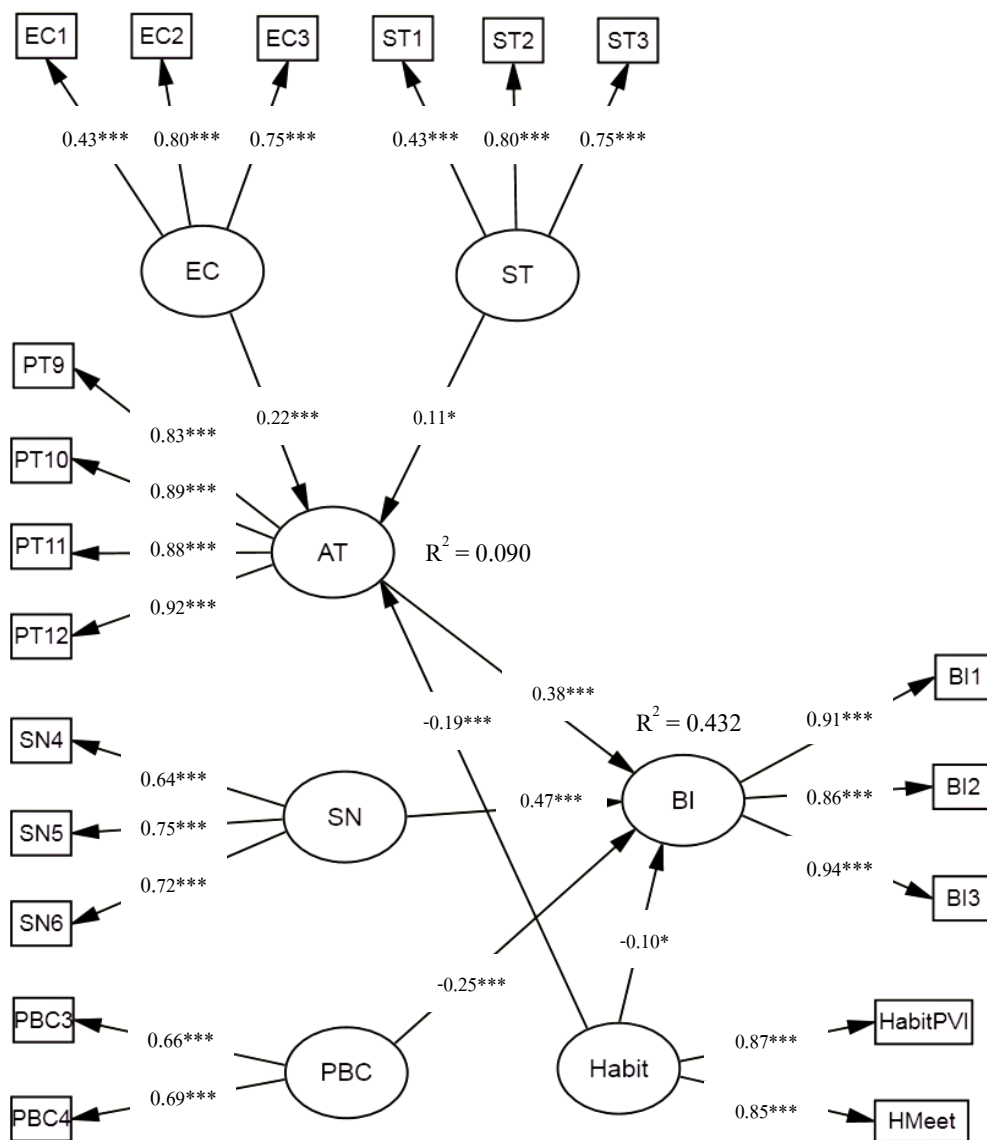 EC1 EC2 EC3 ST1 ST2 ST3
0.43*** 0.80*** 0.75*** 0.43*** 0.80*** 0.75***
EC ST
PT9
0.22*** 0.11*
0.83***
PT10
0.89***
PT11 0.88*** AT R² = 0.090
0.92***
PT12
0.38***
BI1
-0.19*** R² = 0.432 0.91***
SN4
0.64***
BI2
SN 0.47*** BI 0.86***
SN5 0.75***
0.94***
0.72***
BI3
SN6
-0.10*
-0.25***
PBC3 HabitPVI
0.66*** 0.87***
PBC Habit
0.69*** 0.85***
PBC4 HMeet